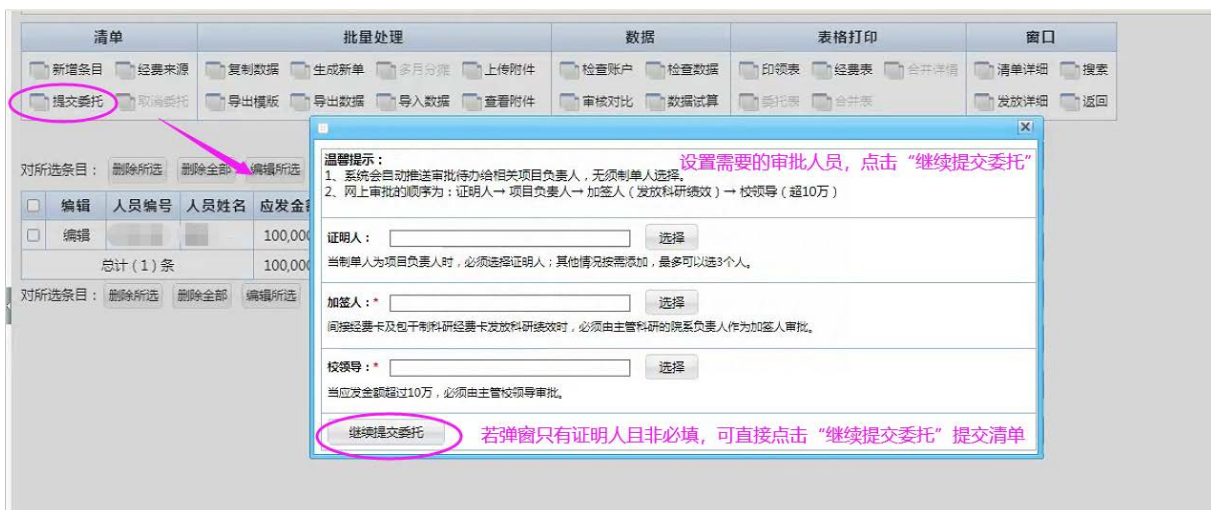 清单 批量处理 数据 表格打印 窗口
新增条目 经费来源 复制数据 生成新单 多月分摊 上传附件 检查账户 检查数据 印领表 经费表 合并详情 清单详细 搜索
提交委托 取消委托 导出模版 导出数据 导入数据 查看附件 审核对比 数据试算 委托表 合并表 发放详细 返回
对所选条目： 删除所选 删除全部 编辑所选
编辑 人员编号 人员姓名 应发金
编辑 100,00
总计（1）条 100,00
对所选条目： 删除所选 删除全部 编辑所选
温馨提示：
设置需要的审批人员，点击“继续提交委托”
1、系统会自动推送审批待办给相关项目负责人，无须制单人选择。
2、网上审批的顺序为：证明人→ 项目负责人→ 加签人（发放科研绩效）→ 校领导（超10万）
证明人： 选择
当制单人为项目负责人时，必须选择证明人；其他情况按需添加，最多可以选3个人。
加签人：* 选择
间接经费卡及包干制科研经费卡发放科研绩效时，必须由主管科研的院系负责人作为加签人审批。
校领导：* 选择
当应发金额超过10万，必须由主管校领导审批。
继续提交委托 若弹窗只有证明人且非必填，可直接点击“继续提交委托”提交清单